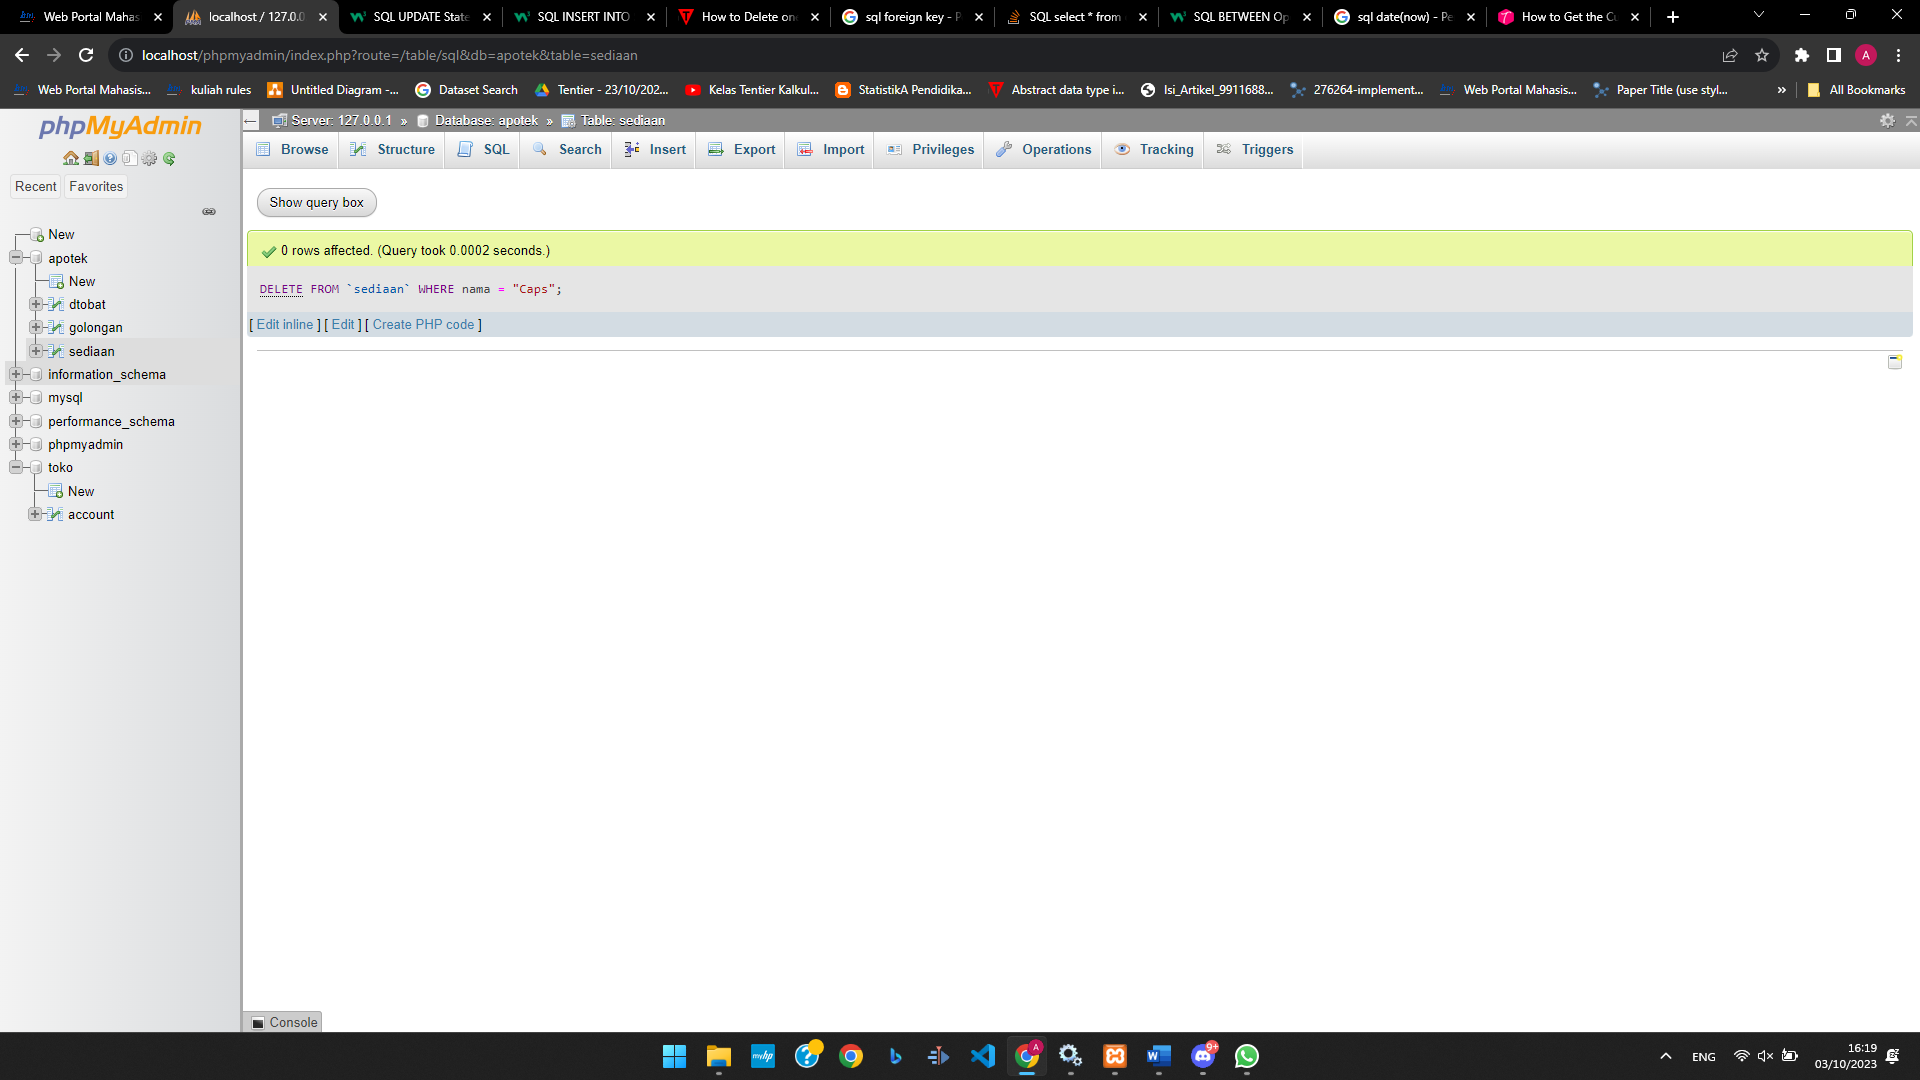 Web Portal Mahas
localhost / 127.0.0
SQL UPDATE State
SQL INSERT INTO
How to Delete one
sql foreign key - P
SQL select * from
SQL BETWEEN Op
sql date(now) - Pe
How to Get the Cu
localhost/phpmyadmin/index.php?route=/table/sql&db=apotek&table=sediaan
A
Web Portal Mahasis...
kuliah rules
Untitled Diagram -...
Dataset Search
Tentier - 23/10/202...
Kelas Tentier Kalkul...
StatistikA Pendidika...
Abstract data type i...
Isi_Artikel_9911688...
276264-implement...
Web Portal Mahasis...
Paper Title (use styl...
»
All Bookmarks
phpMyAdmin
Server: 127.0.0.1 » Database: apotek » Table: sediaan
Browse
Structure
SQL
Search
Insert
Export
Import
Privileges
Operations
Tracking
Triggers
Recent
Favorites
New
apotek
New
dtobat
golongan
sediaan
information_schema
mysql
performance_schema
phpmyadmin
toko
New
account
Show query box
0 rows affected. (Query took 0.0002 seconds.)
DELETE FROM `sediaan` WHERE nama = "Caps";
[ Edit inline ] [ Edit ] [ Create PHP code ]
Console
myhp
A
9+
ENG
16:19
03/10/2023